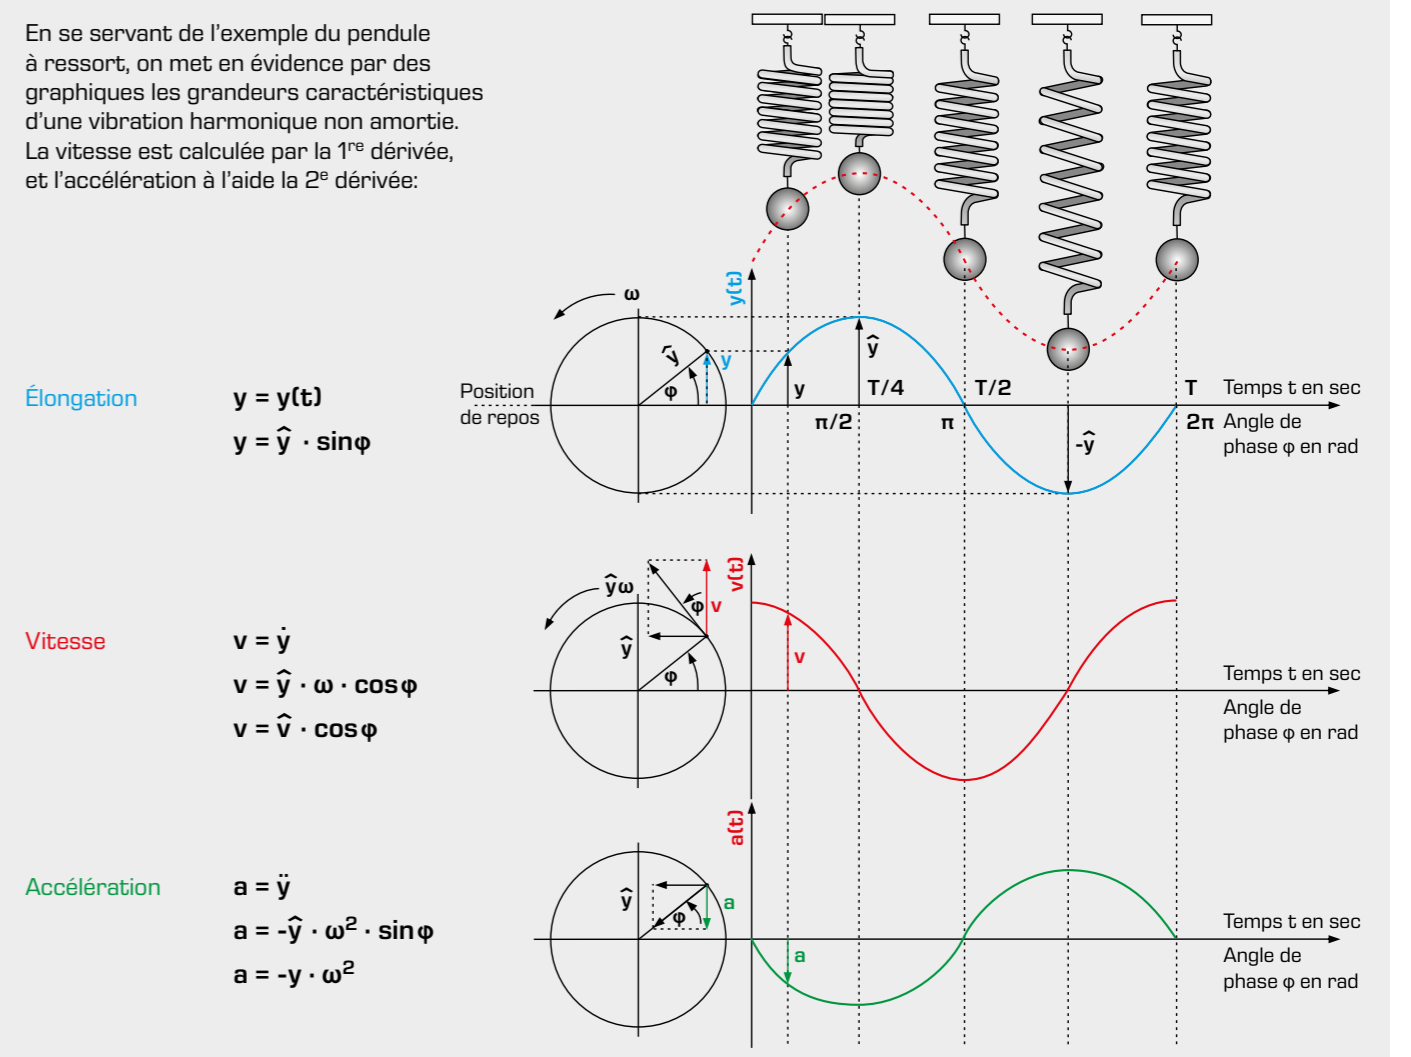 En se servant de l'exemple du pendule
à ressort, on met en évidence par des
graphiques les grandeurs caractéristiques
d'une vibration harmonique non amortie.
La vitesse est calculée par la 1re dérivée,
et l'accélération à l'aide la 2e dérivée:
y(t)
ω
ŷ
y
φ
Position
de repos
y
ŷ
T/4
π/2
T/2
π
-ŷ
T
2π
Temps t en sec
Angle de
phase φ en rad
Élongation
y = y(t)
y = ŷ · sinφ
v(t)
ŷω
φ
v
ŷ
φ
v
Temps t en sec
Angle de
phase φ en rad
Vitesse
v = ẏ
v = ŷ · ω · cosφ
v = v̂ · cosφ
a(t)
ŷ
φ
a
a
Temps t en sec
Angle de
phase φ en rad
Accélération
a = ÿ
a = -ŷ · ω² · sinφ
a = -y · ω²